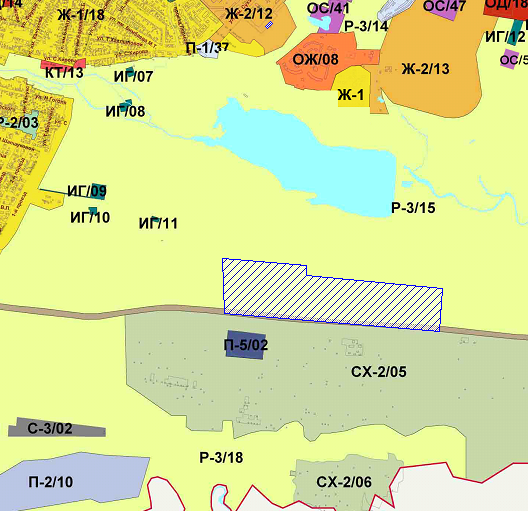 /14
Ж-1/18
Ж-2/12
ОС/41
Р-3/14
ОС/47
ОД/18
ИГ/12
П-1/37
ОС/5
КТ/13
ИГ/07
ОЖ/08
Ж-2/13
Ж-1
ИГ/08
Р-2/03
ИГ/09
ИГ/10
ИГ/11
Р-3/15
П-5/02
СХ-2/05
С-3/02
Р-3/18
П-2/10
СХ-2/06